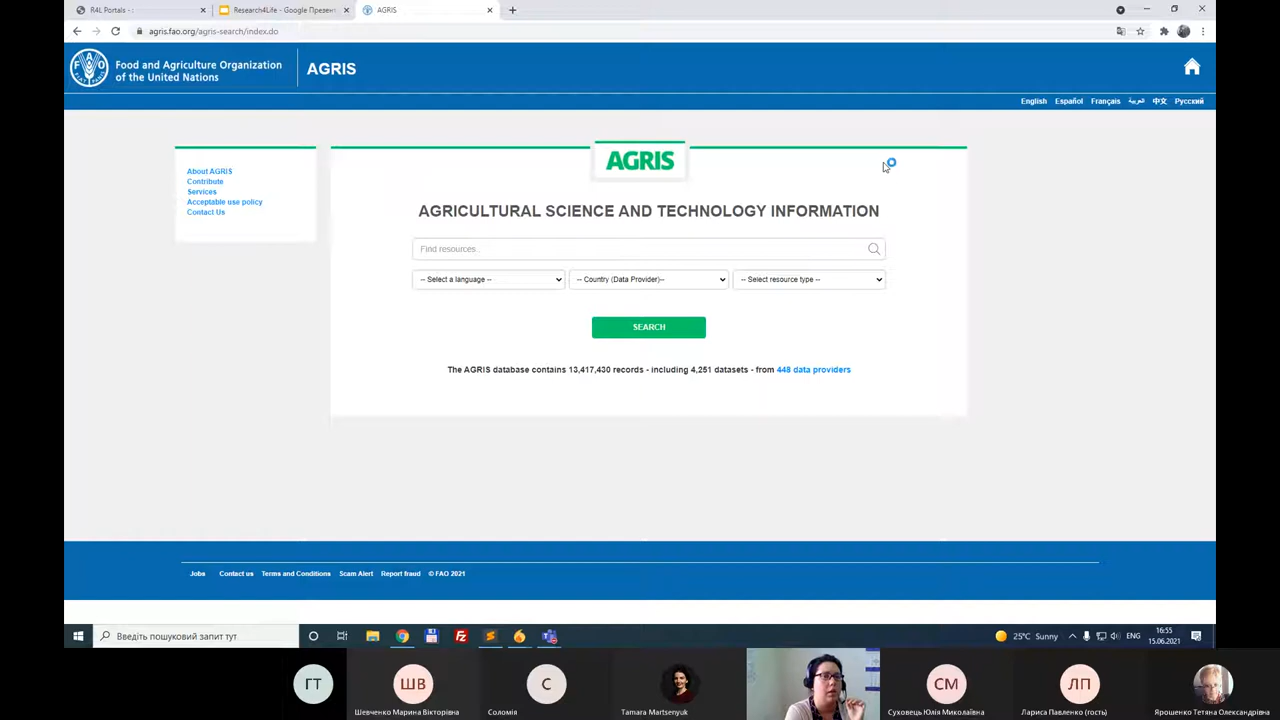 R4L Portals - :
Research4Life - Google Презент
AGRIS
agris.fao.org/agris-search/index.do
Food and Agriculture Organization
of the United Nations
AGRIS
English Español Français العربية 中文 Русский
AGRIS
About AGRIS
Contribute
Services
Acceptable use policy
Contact Us
AGRICULTURAL SCIENCE AND TECHNOLOGY INFORMATION
Find resources..
-- Select a language --
-- Country (Data Provider)--
-- Select resource type --
SEARCH
The AGRIS database contains 13,417,430 records - including 4,251 datasets - from 448 data providers
Jobs Contact us Terms and Conditions Scam Alert Report fraud © FAO 2021
Введіть пошуковий запит тут
25°C Sunny
ENG
16:55
15.06.2021
ГТ
ШВ
С
СМ
ЛП
Шевченко Марина Вікторівна
Соломія
Tamara Martsenyuk
Суховець Юлія Миколаївна
Лариса Павленко (гость)
Ярошенко Тетяна Олександрівна